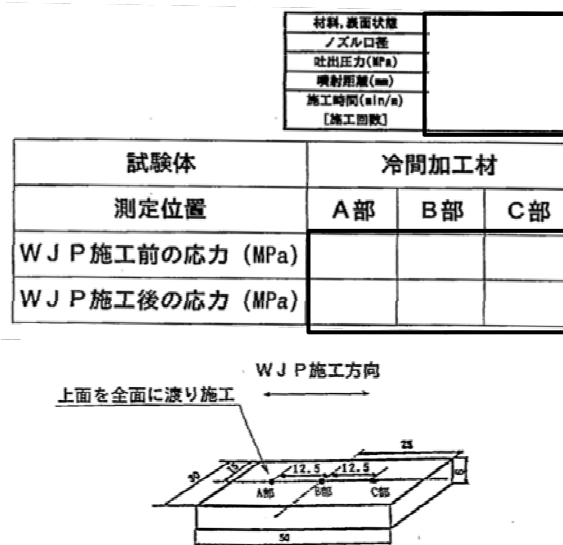 材料,表面状態
ノズル口径
吐出圧力(MPa)
噴射距離(mm)
施工時間(min/m)
[施工回数]
試験体 冷間加工材
測定位置 A部 B部 C部
WJP施工前の応力 (MPa)
WJP施工後の応力 (MPa)
WJP施工方向
上面を全面に渡り施工
25
12.5 12.5
30 15
A部 B部 C部
50